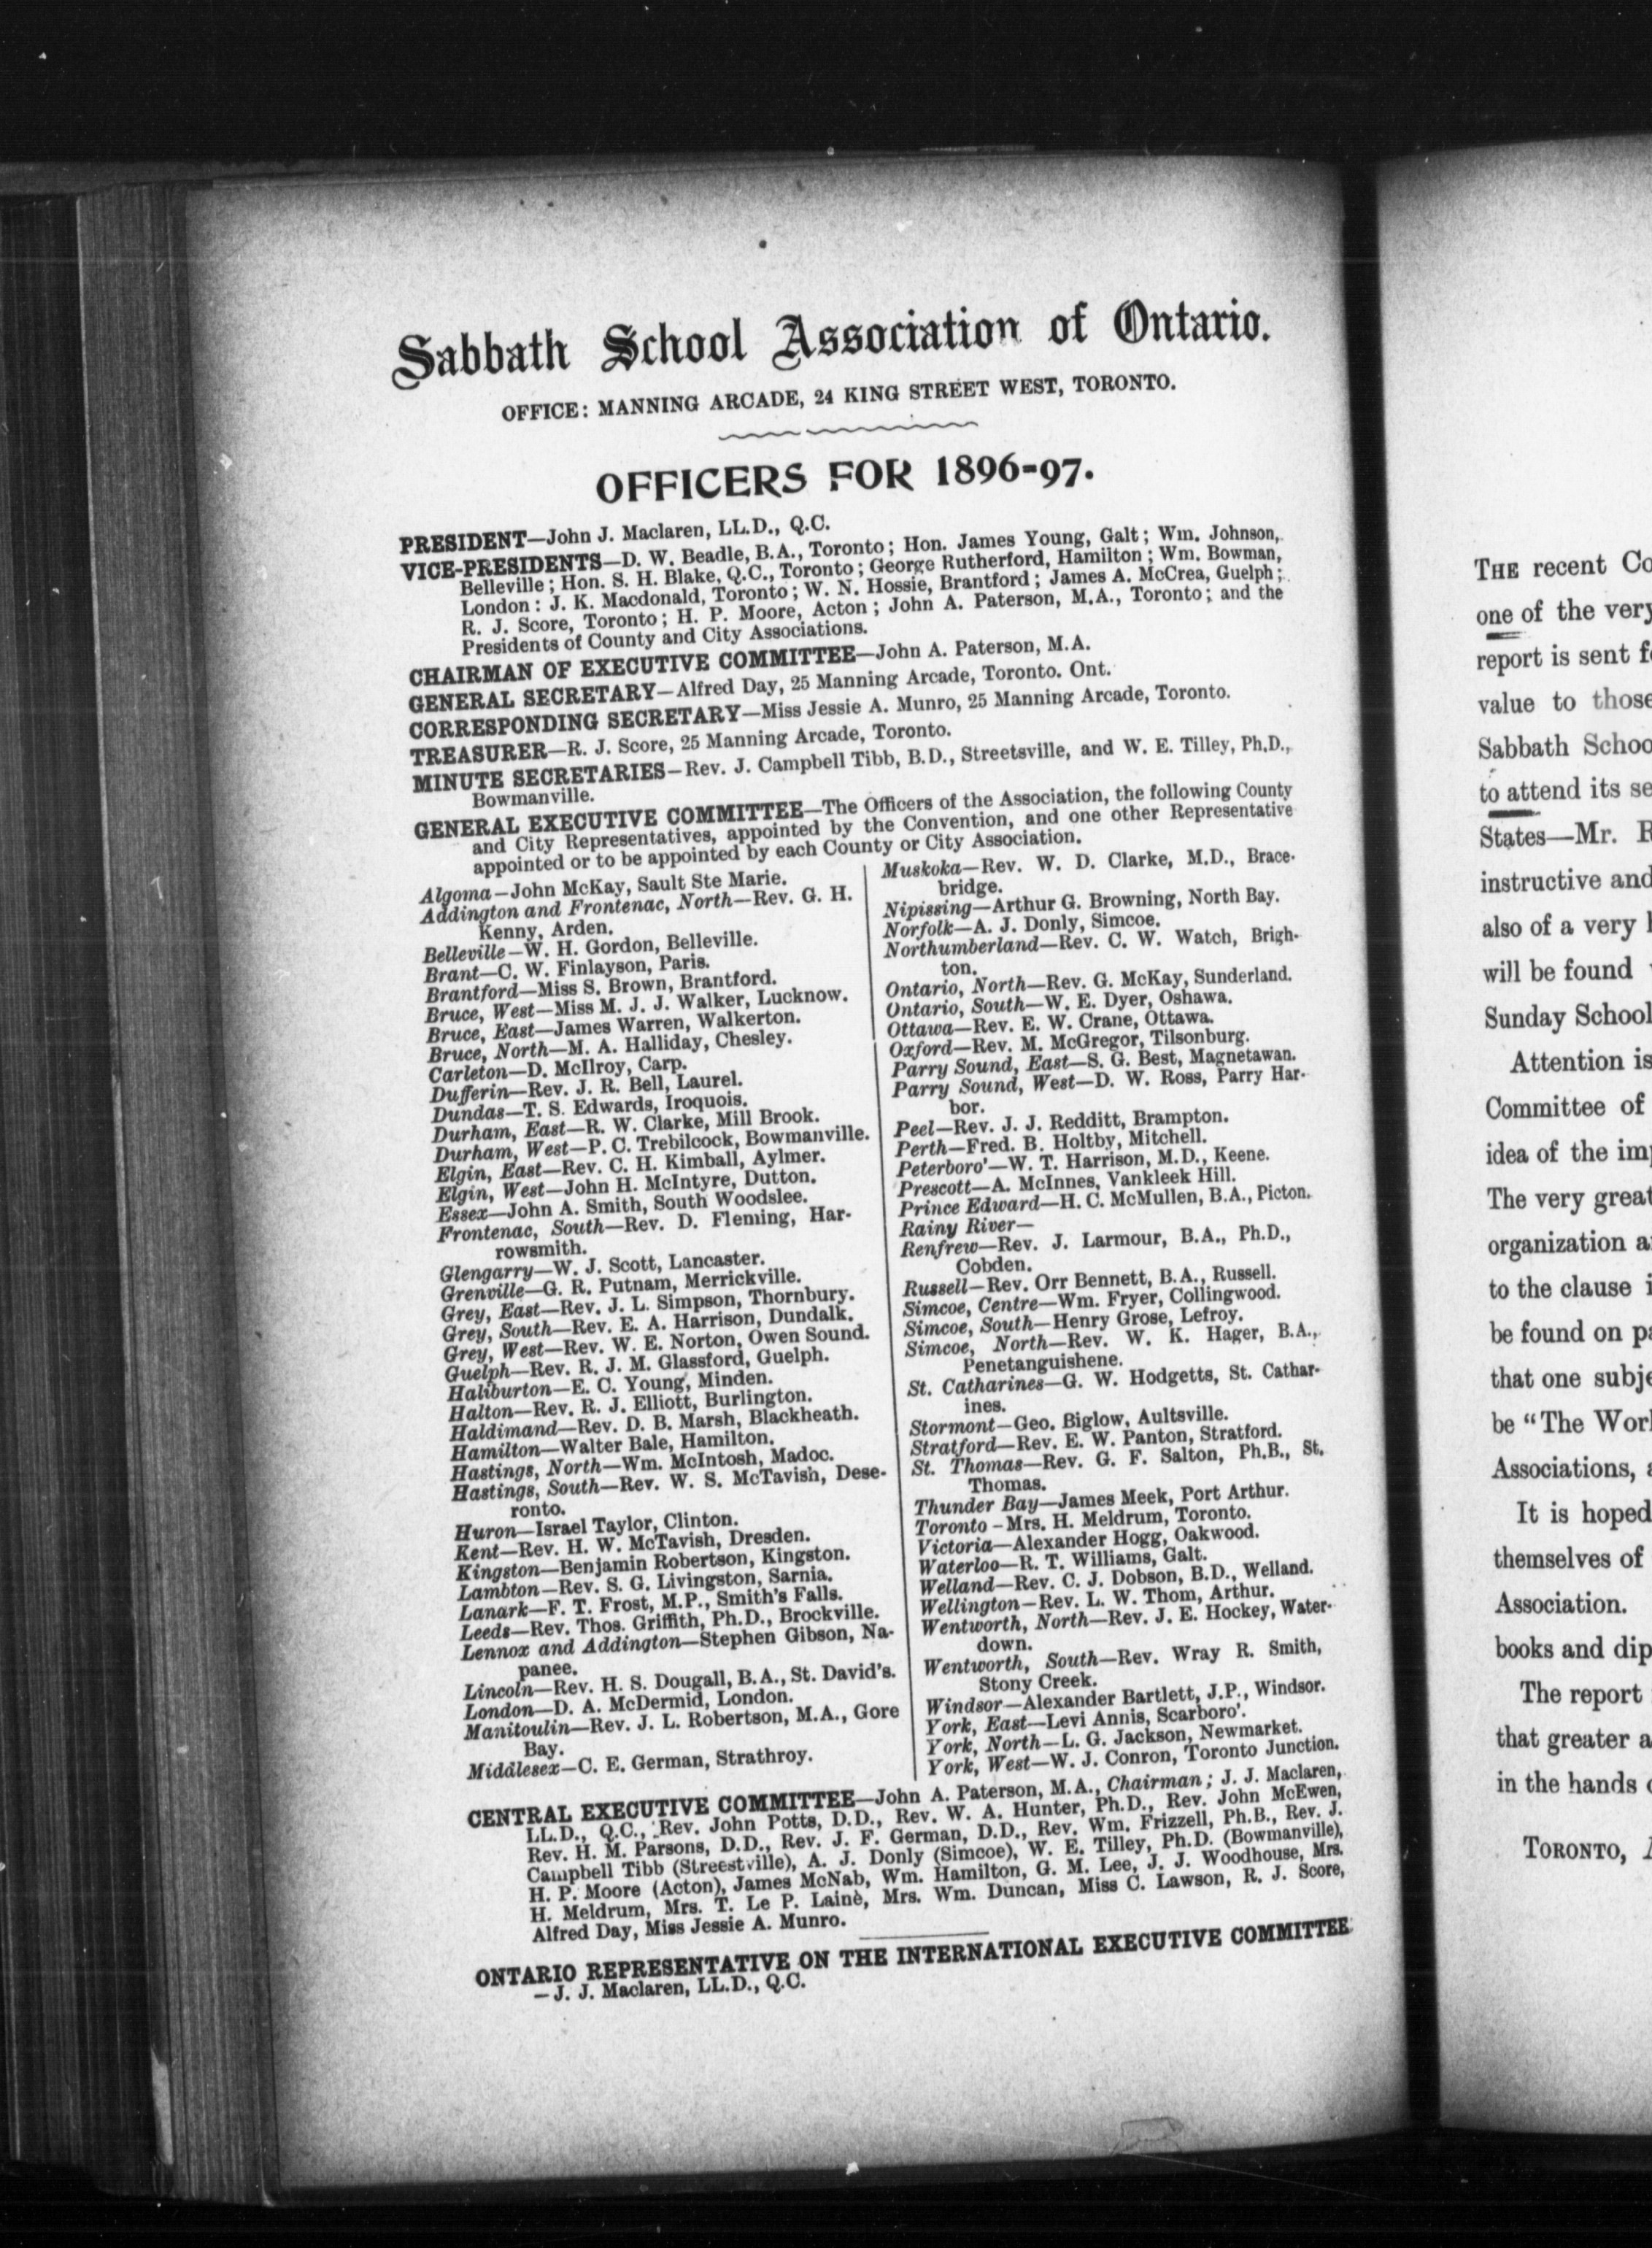 Sabbath School Association of Ontario.
OFFICE: MANNING ARCADE, 24 KING STREET WEST, TORONTO.
OFFICERS FOR 1896-97.
PRESIDENT—John J. Maclaren, LL.D., Q.C.
VICE-PRESIDENTS—D. W. Beadle, B.A., Toronto; Hon. James Young, Galt; Wm. Johnson,
Belleville; Hon. S. H. Blake, Q.C., Toronto; George Rutherford, Hamilton; Wm. Bowman,
London: J. K. Macdonald, Toronto; W. N. Hossie, Brantford; James A. McCrea, Guelph;
R. J. Score, Toronto; H. P. Moore, Acton; John A. Paterson, M.A., Toronto; and the
Presidents of County and City Associations.
CHAIRMAN OF EXECUTIVE COMMITTEE—John A. Paterson, M.A.
GENERAL SECRETARY—Alfred Day, 25 Manning Arcade, Toronto. Ont.
CORRESPONDING SECRETARY—Miss Jessie A. Munro, 25 Manning Arcade, Toronto.
TREASURER—R. J. Score, 25 Manning Arcade, Toronto.
MINUTE SECRETARIES—Rev. J. Campbell Tibb, B.D., Streetsville, and W. E. Tilley, Ph.D.,
Bowmanville.
GENERAL EXECUTIVE COMMITTEE—The Officers of the Association, the following County
and City Representatives, appointed by the Convention, and one other Representative
appointed or to be appointed by each County or City Association.
Algoma—John McKay, Sault Ste Marie.
Addington and Frontenac, North—Rev. G. H.
Kenny, Arden.
Belleville—W. H. Gordon, Belleville.
Brant—C. W. Finlayson, Paris.
Brantford—Miss S. Brown, Brantford.
Bruce, West—Miss M. J. J. Walker, Lucknow.
Bruce, East—James Warren, Walkerton.
Bruce, North—M. A. Halliday, Chesley.
Carleton—D. McIlroy, Carp.
Dufferin—Rev. J. R. Bell, Laurel.
Dundas—T. S. Edwards, Iroquois.
Durham, East—R. W. Clarke, Mill Brook.
Durham, West—P. C. Trebilcock, Bowmanville.
Elgin, East—Rev. C. H. Kimball, Aylmer.
Elgin, West—John H. McIntyre, Dutton.
Essex—John A. Smith, South Woodslee.
Frontenac, South—Rev. D. Fleming, Har-
rowsmith.
Glengarry—W. J. Scott, Lancaster.
Grenville—G. R. Putnam, Merrickville.
Grey, East—Rev. J. L. Simpson, Thornbury.
Grey, South—Rev. E. A. Harrison, Dundalk.
Grey, West—Rev. W. E. Norton, Owen Sound.
Guelph—Rev. R. J. M. Glassford, Guelph.
Haliburton—E. C. Young, Minden.
Halton—Rev. R. J. Elliott, Burlington.
Haldimand—Rev. D. B. Marsh, Blackheath.
Hamilton—Walter Bale, Hamilton.
Hastings, North—Wm. McIntosh, Madoc.
Hastings, South—Rev. W. S. McTavish, Dese-
ronto.
Huron—Israel Taylor, Clinton.
Kent—Rev. H. W. McTavish, Dresden.
Kingston—Benjamin Robertson, Kingston.
Lambton—Rev. S. G. Livingston, Sarnia.
Lanark—F. T. Frost, M.P., Smith's Falls.
Leeds—Rev. Thos. Griffith, Ph.D., Brockville.
Lennox and Addington—Stephen Gibson, Na-
panee.
Lincoln—Rev. H. S. Dougall, B.A., St. David's.
London—D. A. McDermid, London.
Manitoulin—Rev. J. L. Robertson, M.A., Gore
Bay.
Middlesex—C. E. German, Strathroy.
Muskoka—Rev. W. D. Clarke, M.D., Brace-
bridge.
Nipissing—Arthur G. Browning, North Bay.
Norfolk—A. J. Donly, Simcoe.
Northumberland—Rev. C. W. Watch, Brigh-
ton.
Ontario, North—Rev. G. McKay, Sunderland.
Ontario, South—W. E. Dyer, Oshawa.
Ottawa—Rev. E. W. Crane, Ottawa.
Oxford—Rev. M. McGregor, Tilsonburg.
Parry Sound, East—S. G. Best, Magnetawan.
Parry Sound, West—D. W. Ross, Parry Har-
bor.
Peel—Rev. J. J. Redditt, Brampton.
Perth—Fred. B. Holtby, Mitchell.
Peterboro'—W. T. Harrison, M.D., Keene.
Prescott—A. McInnes, Vankleek Hill.
Prince Edward—H. C. McMullen, B.A., Picton.
Rainy River—
Renfrew—Rev. J. Larmour, B.A., Ph.D.,
Cobden.
Russell—Rev. Orr Bennett, B.A., Russell.
Simcoe, Centre—Wm. Fryer, Collingwood.
Simcoe, South—Henry Grose, Lefroy.
Simcoe, North—Rev. W. K. Hager, B.A.,
Penetanguishene.
St. Catharines—G. W. Hodgetts, St. Cathar-
ines.
Stormont—Geo. Biglow, Aultsville.
Stratford—Rev. E. W. Panton, Stratford.
St. Thomas—Rev. G. F. Salton, Ph.B., St.
Thomas.
Thunder Bay—James Meek, Port Arthur.
Toronto—Mrs. H. Meldrum, Toronto.
Victoria—Alexander Hogg, Oakwood.
Waterloo—R. T. Williams, Galt.
Welland—Rev. C. J. Dobson, B.D., Welland.
Wellington—Rev. L. W. Thom, Arthur.
Wentworth, North—Rev. J. E. Hockey, Water-
down.
Wentworth, South—Rev. Wray R. Smith,
Stony Creek.
Windsor—Alexander Bartlett, J.P., Windsor.
York, East—Levi Annis, Scarboro'.
York, North—L. G. Jackson, Newmarket.
York, West—W. J. Conron, Toronto Junction.
CENTRAL EXECUTIVE COMMITTEE—John A. Paterson, M.A., Chairman; J. J. Maclaren,
LL.D., Q.C., Rev. John Potts, D.D., Rev. W. A. Hunter, Ph.D., Rev. John McEwen,
Rev. H. M. Parsons, D.D., Rev. J. F. German, D.D., Rev. Wm. Frizzell, Ph.B., Rev. J.
Campbell Tibb (Streestville), A. J. Donly (Simcoe), W. E. Tilley, Ph.D. (Bowmanville),
H. P. Moore (Acton), James McNab, Wm. Hamilton, G. M. Lee, J. J. Woodhouse, Mrs.
H. Meldrum, Mrs. T. Le P. Lainè, Mrs. Wm. Duncan, Miss C. Lawson, R. J. Score,
Alfred Day, Miss Jessie A. Munro.
ONTARIO REPRESENTATIVE ON THE INTERNATIONAL EXECUTIVE COMMITTEE
—J. J. Maclaren, LL.D., Q.C.
THE recent Co
one of the very
report is sent f
value to those
Sabbath Schoo
to attend its se
States—Mr.
instructive and
also of a very
will be found
Sunday School
Attention is
Committee of
idea of the im
The very great
organization a
to the clause
be found on pa
that one subje
be "The Worl
Associations,
It is hoped
themselves of
Association.
books and dip
The report
that greater a
in the hands
TORONTO,